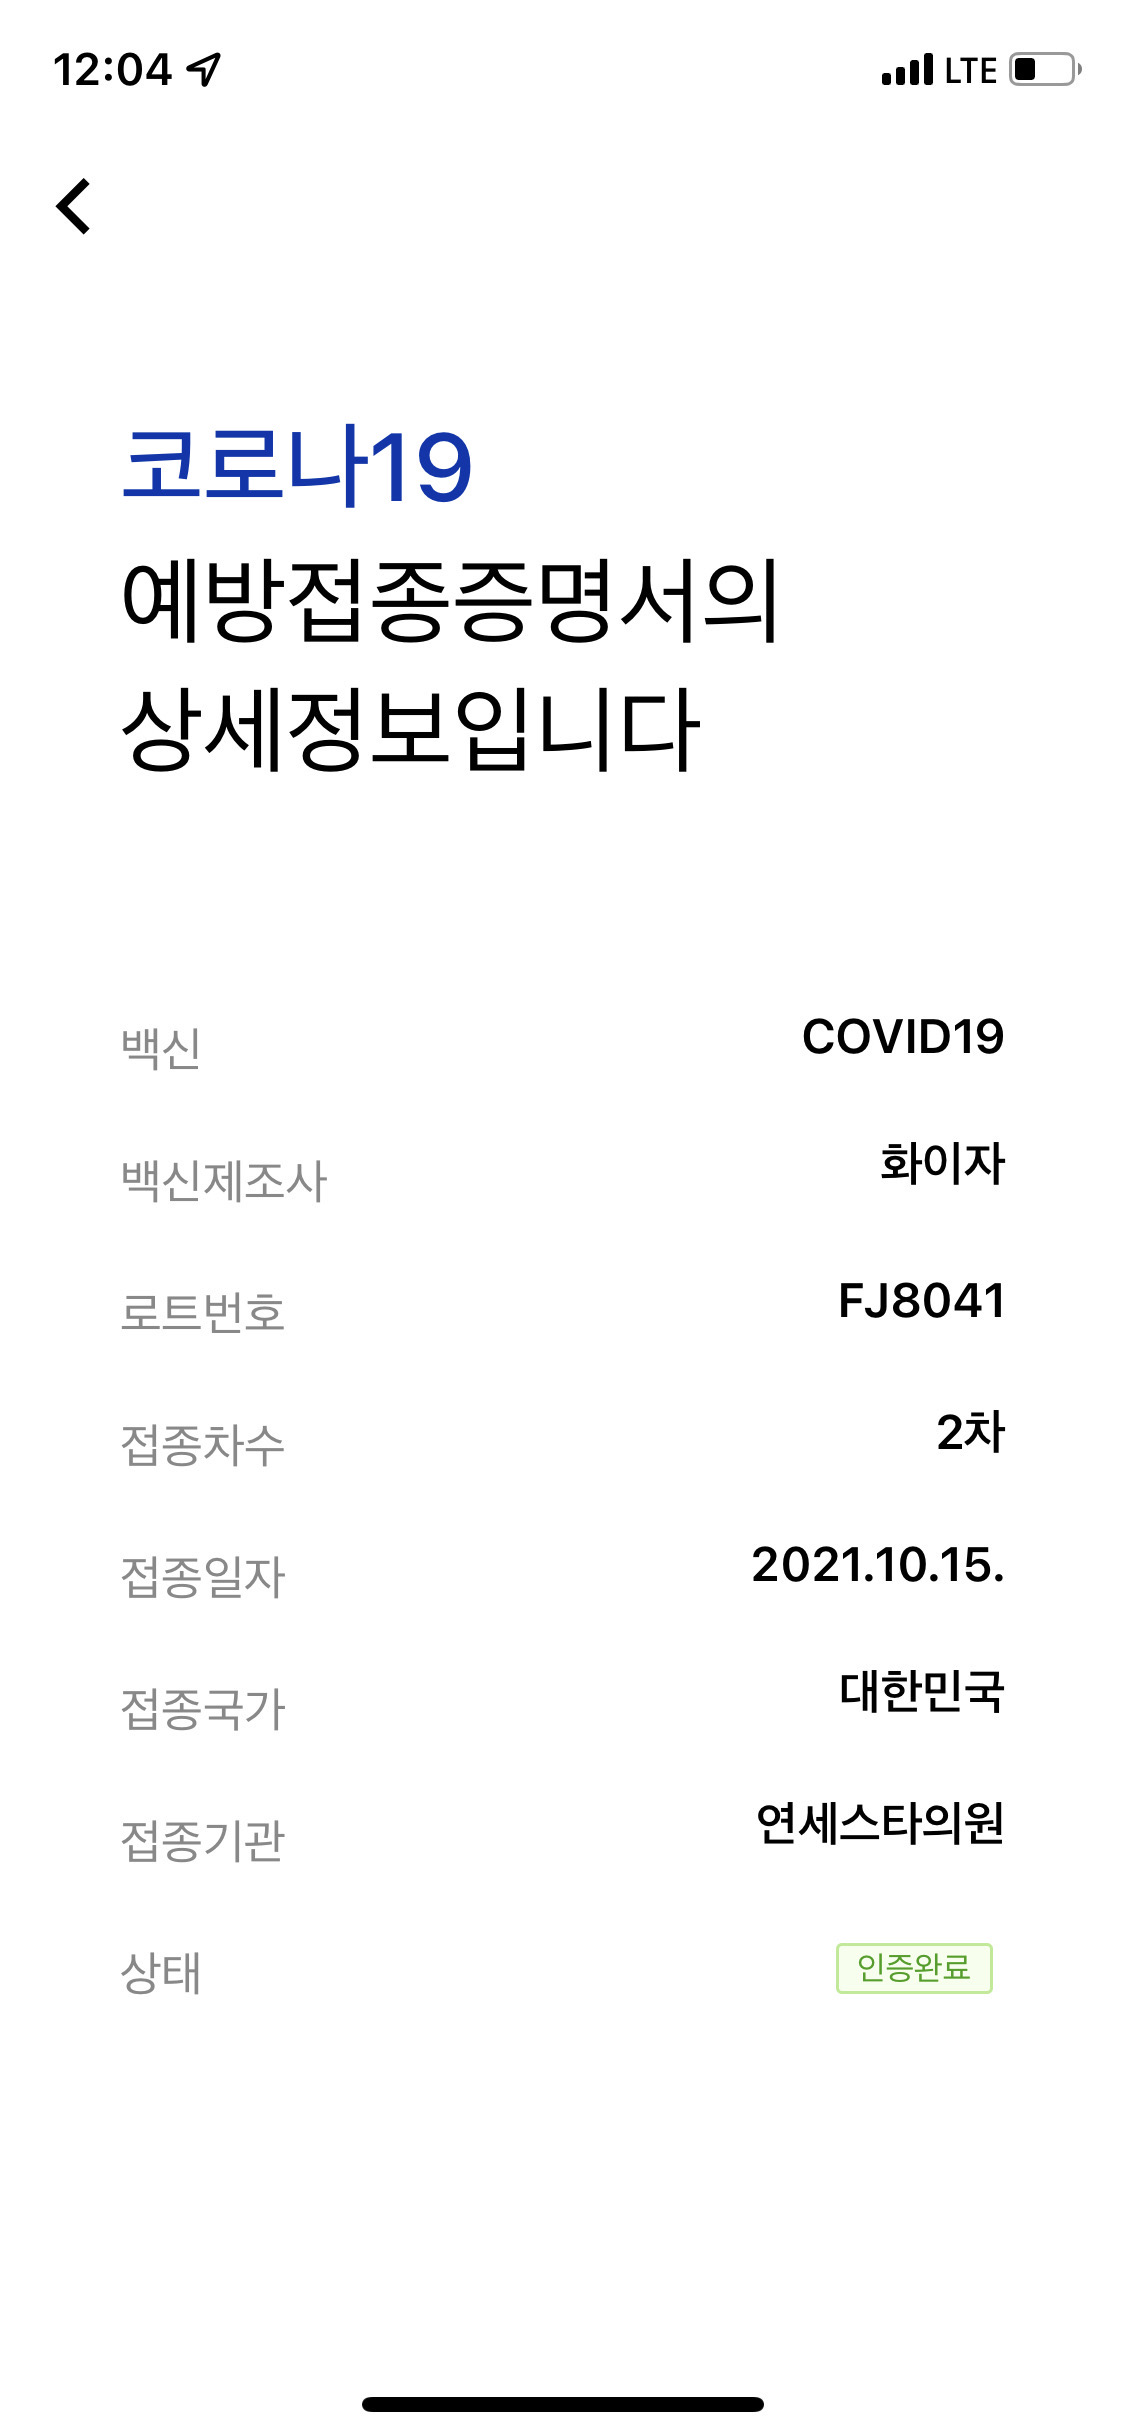 12:04 LTE
코로나19
예방접종증명서의
상세정보입니다
백신 COVID19
백신제조사 화이자
로트번호 FJ8041
접종차수 2차
접종일자 2021.10.15.
접종국가 대한민국
접종기관 연세스타의원
상태 인증완료